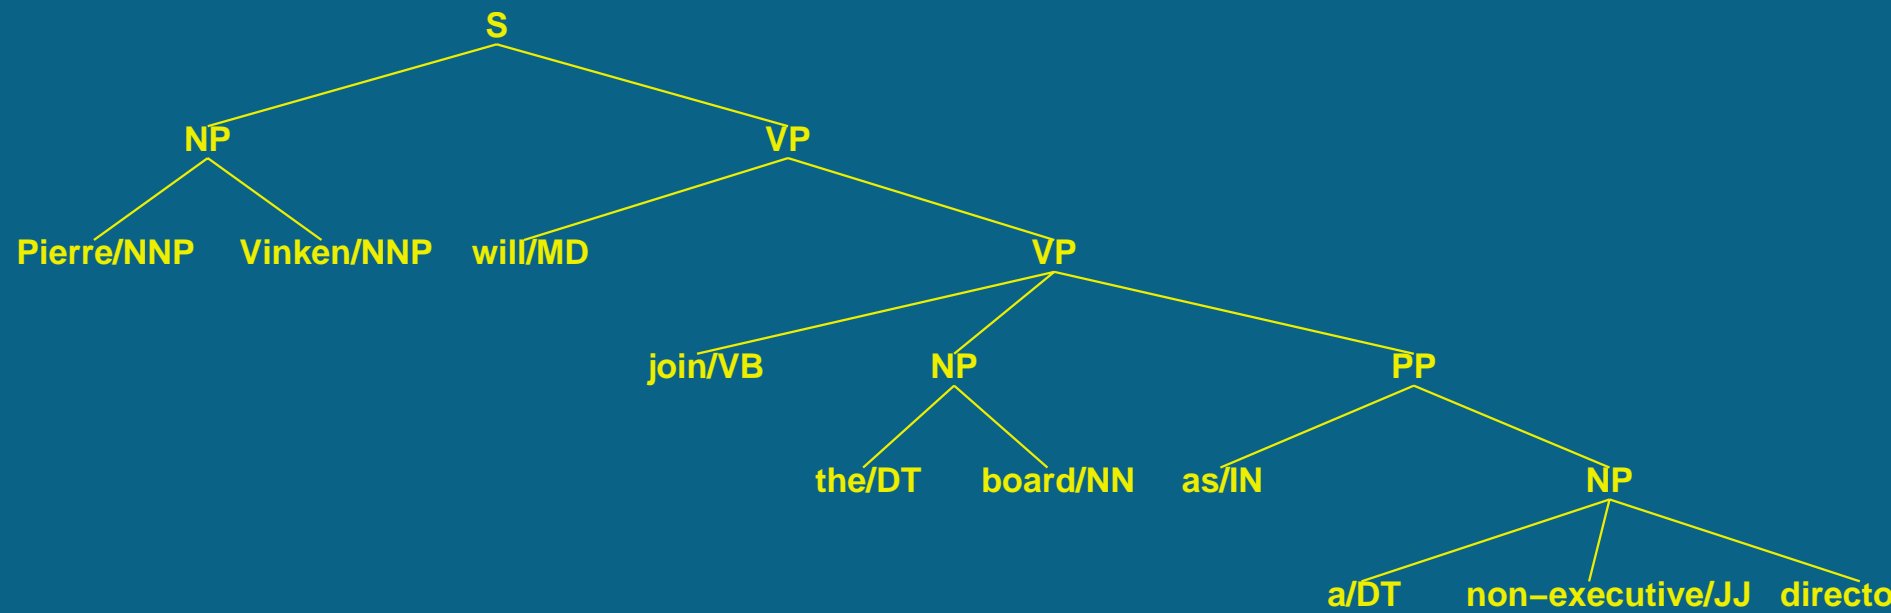 S
NP VP
Pierre/NNP Vinken/NNP will/MD VP
join/VB NP PP
the/DT board/NN as/IN NP
a/DT non−executive/JJ directo